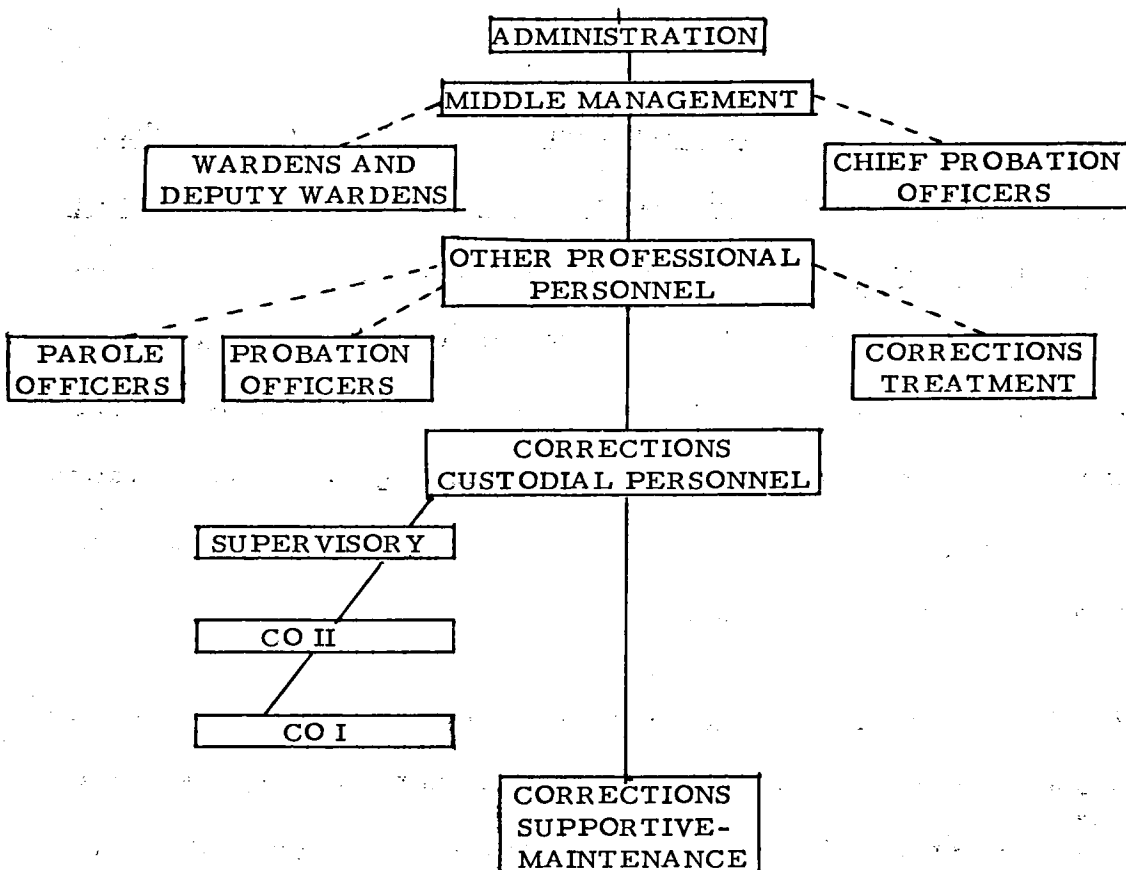 ADMINISTRATION
MIDDLE MANAGEMENT
WARDENS AND
DEPUTY WARDENS
CHIEF PROBATION
OFFICERS
OTHER PROFESSIONAL
PERSONNEL
PAROLE
OFFICERS
PROBATION
OFFICERS
CORRECTIONS
TREATMENT
CORRECTIONS
CUSTODIAL PERSONNEL
SUPERVISORY
CO II
CO I
CORRECTIONS
SUPPORTIVE-
MAINTENANCE